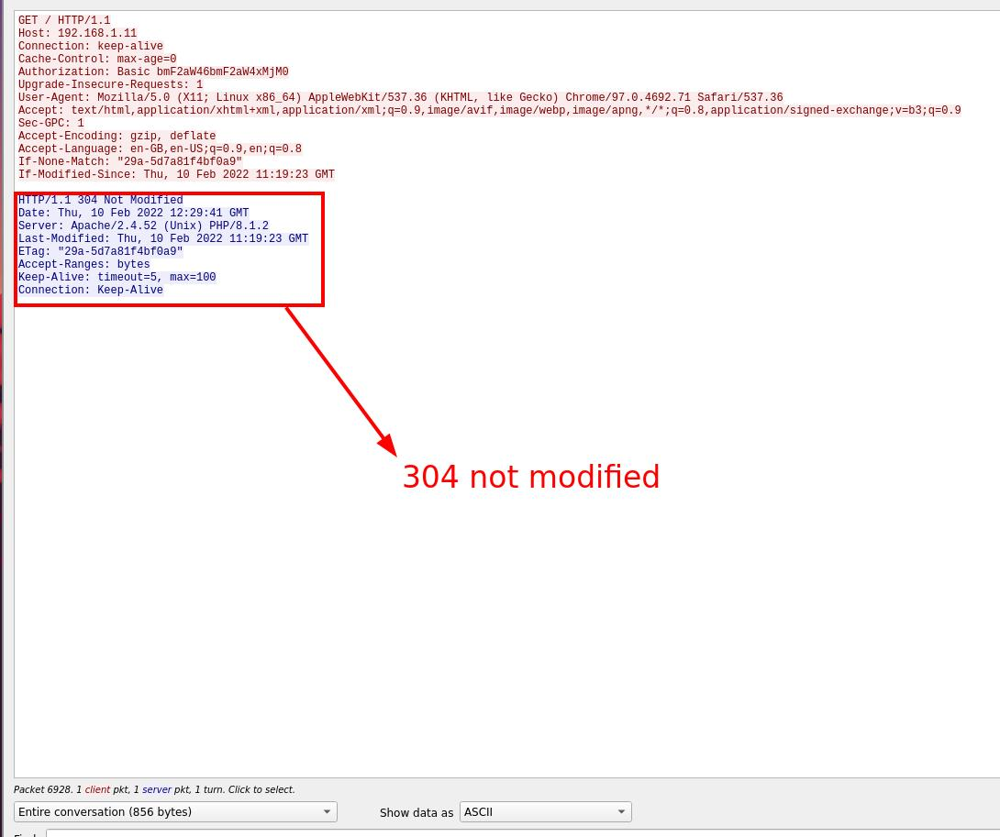 GET / HTTP/1.1
Host: 192.168.1.11
Connection: keep-alive
Cache-Control: max-age=0
Authorization: Basic bmF2aW46bmF2aW4xMjM0
Upgrade-Insecure-Requests: 1
User-Agent: Mozilla/5.0 (X11; Linux x86_64) AppleWebKit/537.36 (KHTML, like Gecko) Chrome/97.0.4692.71 Safari/537.36
Accept: text/html,application/xhtml+xml,application/xml;q=0.9,image/avif,image/webp,image/apng,*/*;q=0.8,application/signed-exchange;v=b3;q=0.9
Sec-GPC: 1
Accept-Encoding: gzip, deflate
Accept-Language: en-GB,en-US;q=0.9,en;q=0.8
If-None-Match: "29a-5d7a81f4bf0a9"
If-Modified-Since: Thu, 10 Feb 2022 11:19:23 GMT
HTTP/1.1 304 Not Modified
Date: Thu, 10 Feb 2022 12:29:41 GMT
Server: Apache/2.4.52 (Unix) PHP/8.1.2
Last-Modified: Thu, 10 Feb 2022 11:19:23 GMT
ETag: "29a-5d7a81f4bf0a9"
Accept-Ranges: bytes
Keep-Alive: timeout=5, max=100
Connection: Keep-Alive
304 not modified
Packet 6928. 1 client pkt, 1 server pkt, 1 turn. Click to select.
Entire conversation (856 bytes)
Show data as ASCII